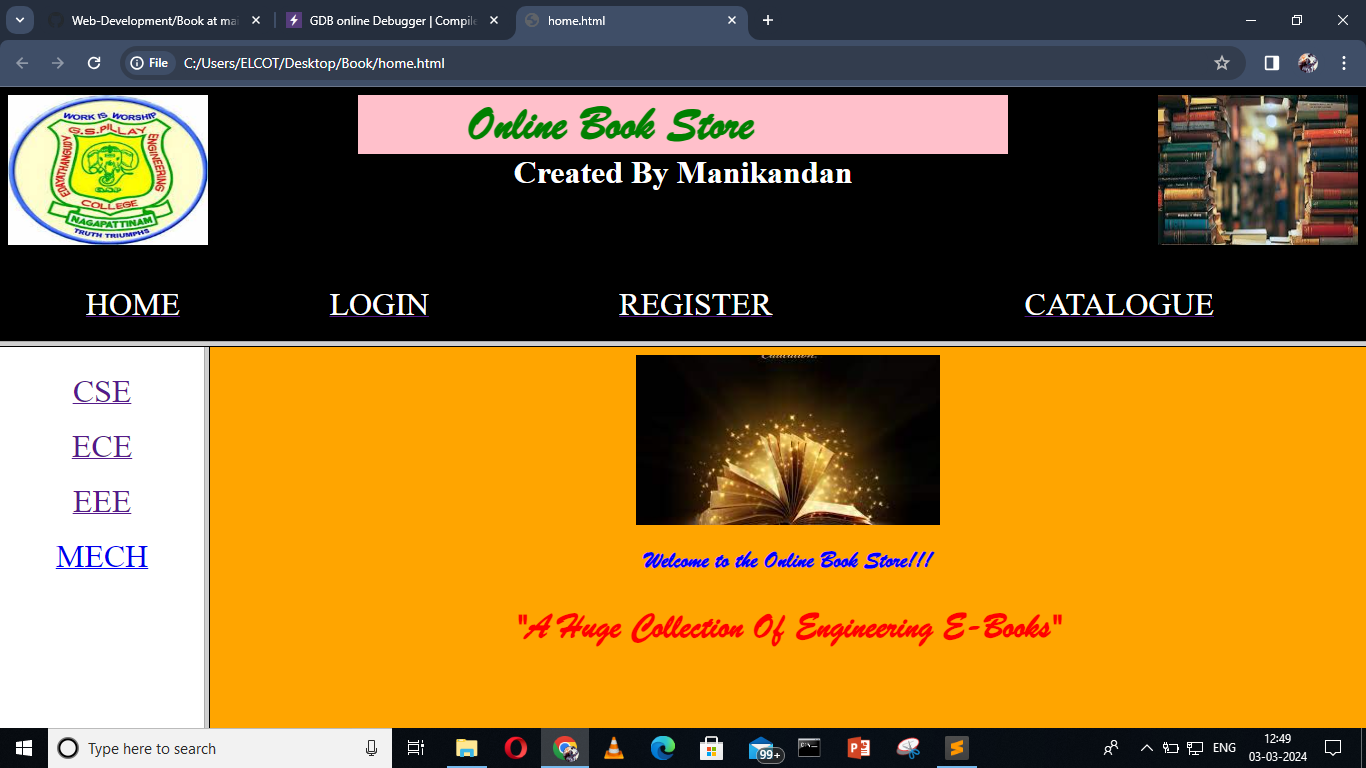 Web-Development/Book at ma
GDB online Debugger | Compile
home.html
File
C:/Users/ELCOT/Desktop/Book/home.html
WORK IS WORSHIP
G.S.PILLAY
ENGINEERING
COLLEGE
NAGAPATTINAM
TRUTH TRIUMPHS
Online Book Store
Created By Manikandan
HOME
LOGIN
REGISTER
CATALOGUE
CSE
ECE
EEE
MECH
Welcome to the Online Book Store!!!
"A Huge Collection Of Engineering E-Books"
Type here to search
99+
ENG
12:49
03-03-2024